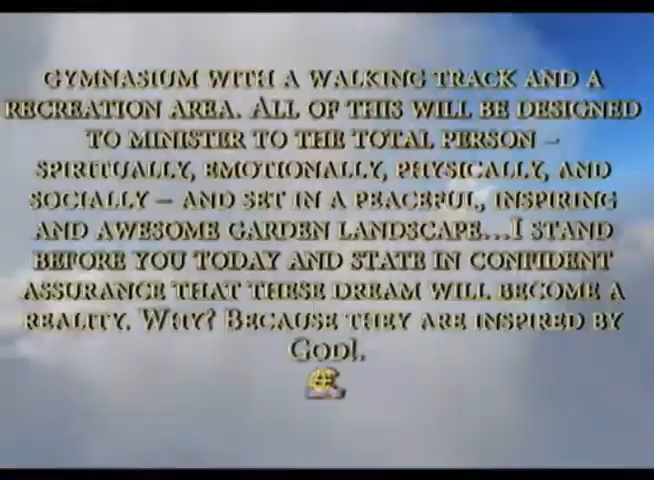 GYMNASIUM WITH A WALKING TRACK AND A
RECREATION AREA. ALL OF THIS WILL BE DESIGNED
TO MINISTER TO THE TOTAL PERSON –
SPIRITUALLY, EMOTIONALLY, PHYSICALLY, AND
SOCIALLY – AND SET IN A PEACEFUL, INSPIRING
AND AWESOME GARDEN LANDSCAPE...I STAND
BEFORE YOU TODAY AND STATE IN CONFIDENT
ASSURANCE THAT THESE DREAM WILL BECOME A
REALITY. WHY? BECAUSE THEY ARE INSPIRED BY
GOD!.